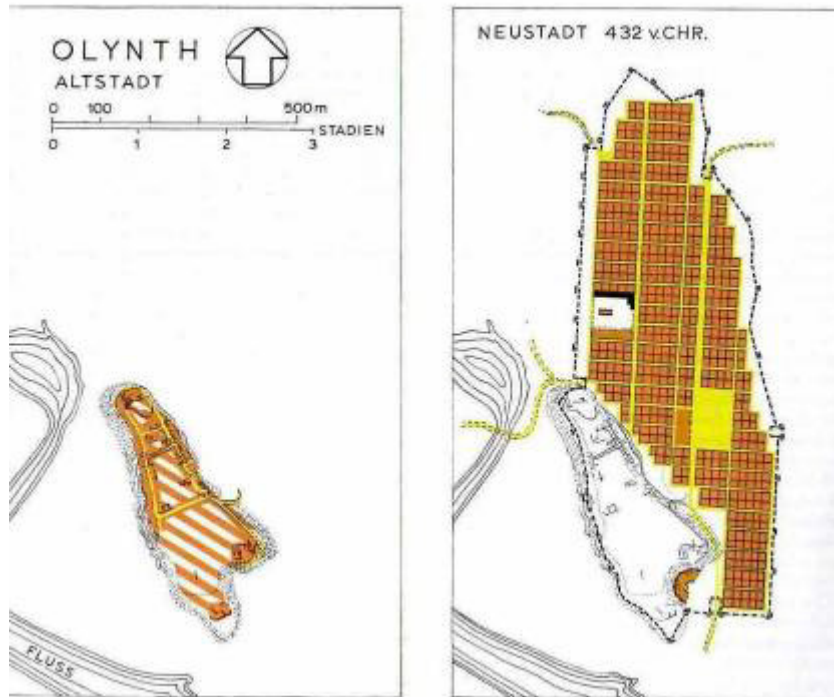 OLYNTH
ALTSTADT
0 100 500 m
STADIEN
0 1 2 3
FLUSS
NEUSTADT 432 v.CHR.